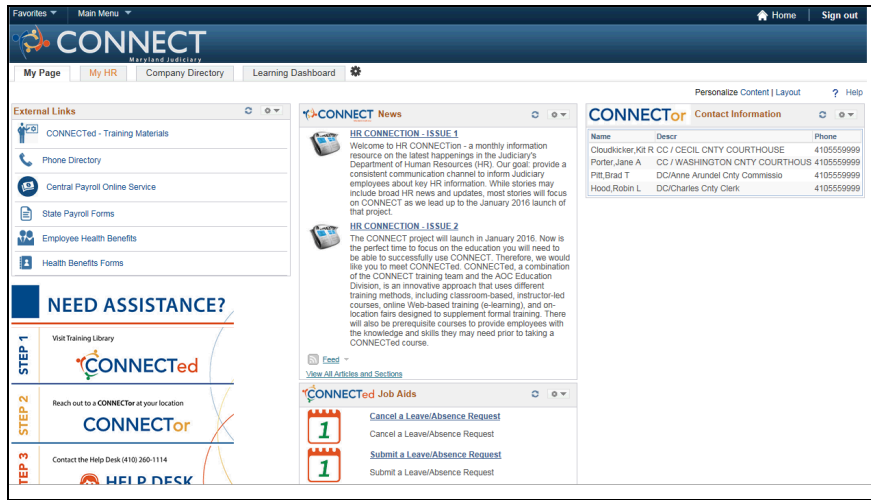 Favorites Main Menu Home Sign out
CONNECT
Maryland Judiciary
My Page My HR Company Directory Learning Dashboard
Personalize Content | Layout ? Help
External Links
CONNECTed - Training Materials
Phone Directory
Central Payroll Online Service
State Payroll Forms
Employee Health Benefits
Health Benefits Forms
NEED ASSISTANCE?
STEP 1
Visit Training Library
CONNECTed
STEP 2
Reach out to a CONNECTor at your location
CONNECTor
STEP 3
Contact the Help Desk (410) 260-1114
HELP DESK
CONNECT News
HR CONNECTION - ISSUE 1
Welcome to HR CONNECTion - a monthly information
resource on the latest happenings in the Judiciary's
Department of Human Resources (HR). Our goal: provide a
consistent communication channel to inform Judiciary
employees about key HR information. While stories may
include broad HR news and updates, most stories will focus
on CONNECT as we lead up to the January 2016 launch of
that project.
HR CONNECTION - ISSUE 2
The CONNECT project will launch in January 2016. Now is
the perfect time to focus on the education you will need to
be able to successfully use CONNECT. Therefore, we would
like you to meet CONNECTed. CONNECTed, a combination
of the CONNECT training team and the AOC Education
Division, is an innovative approach that uses different
training methods, including classroom-based, instructor-led
courses, online Web-based training (e-learning), and on-
location fairs designed to supplement formal training. There
will also be prerequisite courses to provide employees with
the knowledge and skills they may need prior to taking a
CONNECTed course.
Feed
View All Articles and Sections
CONNECTed Job Aids
1
Cancel a Leave/Absence Request
Cancel a Leave/Absence Request
1
Submit a Leave/Absence Request
Submit a Leave/Absence Request
CONNECTor Contact Information
Name Descr Phone
Cloudkicker,Kit R CC / CECIL CNTY COURTHOUSE 4105559999
Porter,Jane A CC / WASHINGTON CNTY COURTHOUS 4105559999
Pitt,Brad T DC/Anne Arundel Cnty Commissio 4105559999
Hood,Robin L DC/Charles Cnty Clerk 4105559999